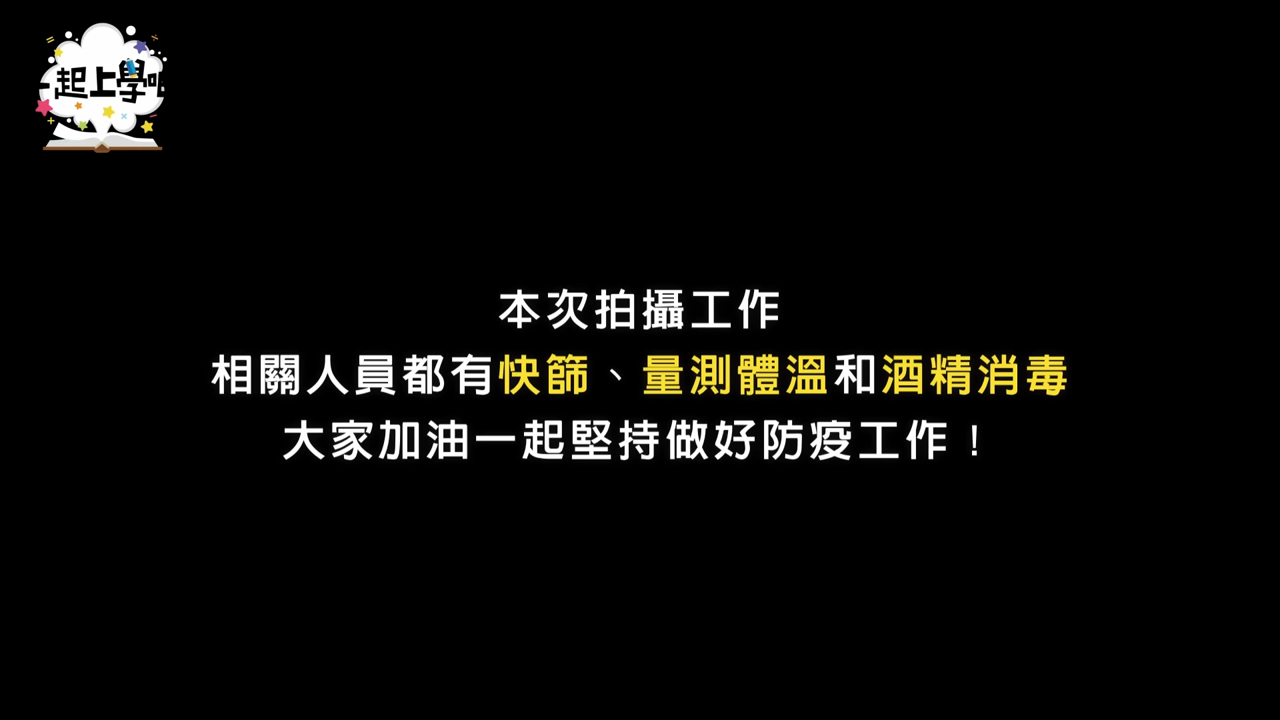 一起上學吧
本次拍攝工作
相關人員都有快篩、量測體溫和酒精消毒
大家加油一起堅持做好防疫工作！